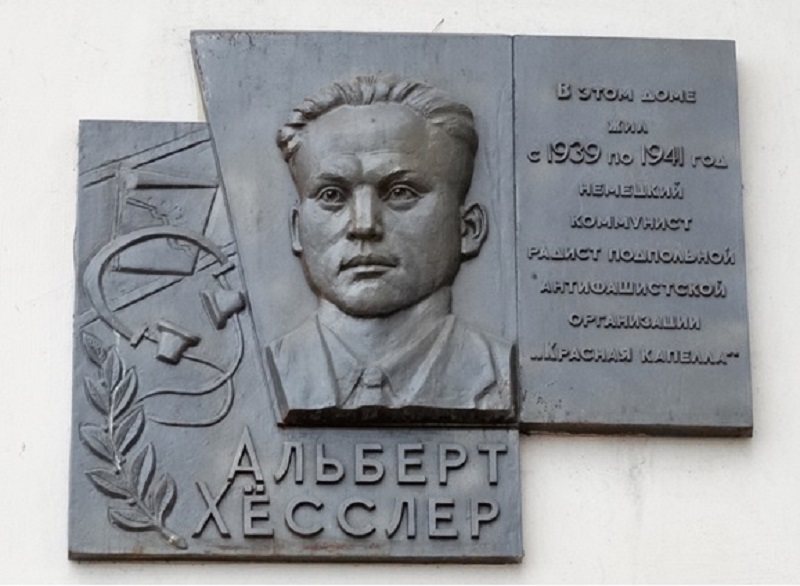 В ЭТОМ ДОМЕ
ЖИЛ
С 1939 ПО 1941 ГОД
НЕМЕЦКИЙ
КОММУНИСТ
РАДИСТ ПОДПОЛЬНОЙ
АНТИФАШИСТСКОЙ
ОРГАНИЗАЦИИ
„КРАСНАЯ КАПЕЛЛА“
АЛЬБЕРТ
ХЁССЛЕР